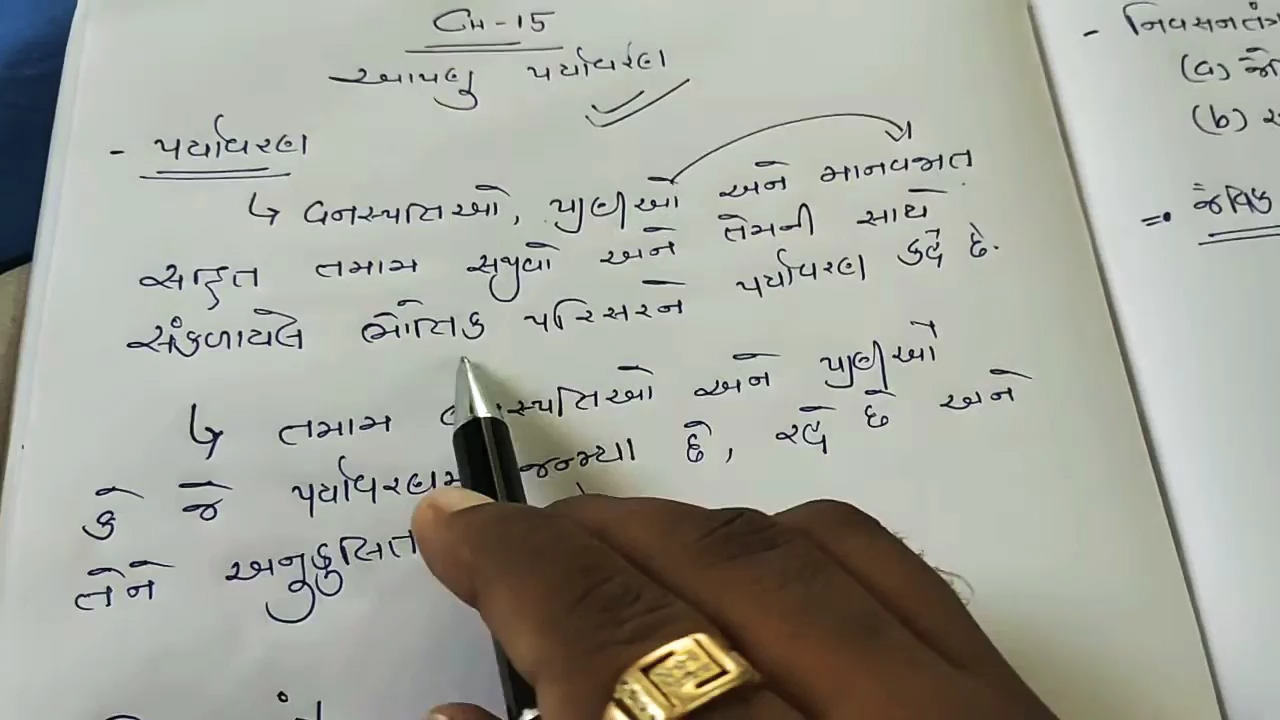 CH - 15
આપણુ પર્યાવરણ
- પર્યાવરણ
↳ વનસ્પતિઓ, પ્રાણીઓ અને માનવજાત
સહિત તમામ સજીવો અને તેમની સાથે
સંકળાયેલ ભૌતિક પરિસરને પર્યાવરણ કહે છે.
↳ તમામ વનસ્પતિઓ અને પ્રાણીઓ
કે જે પર્યાવરણમાં જન્મ્યા છે, રહે છે અને
તેને અનુકુલિત
- નિવસનતંત્ર
(a) જૈ
(b)
=• જૈવિક